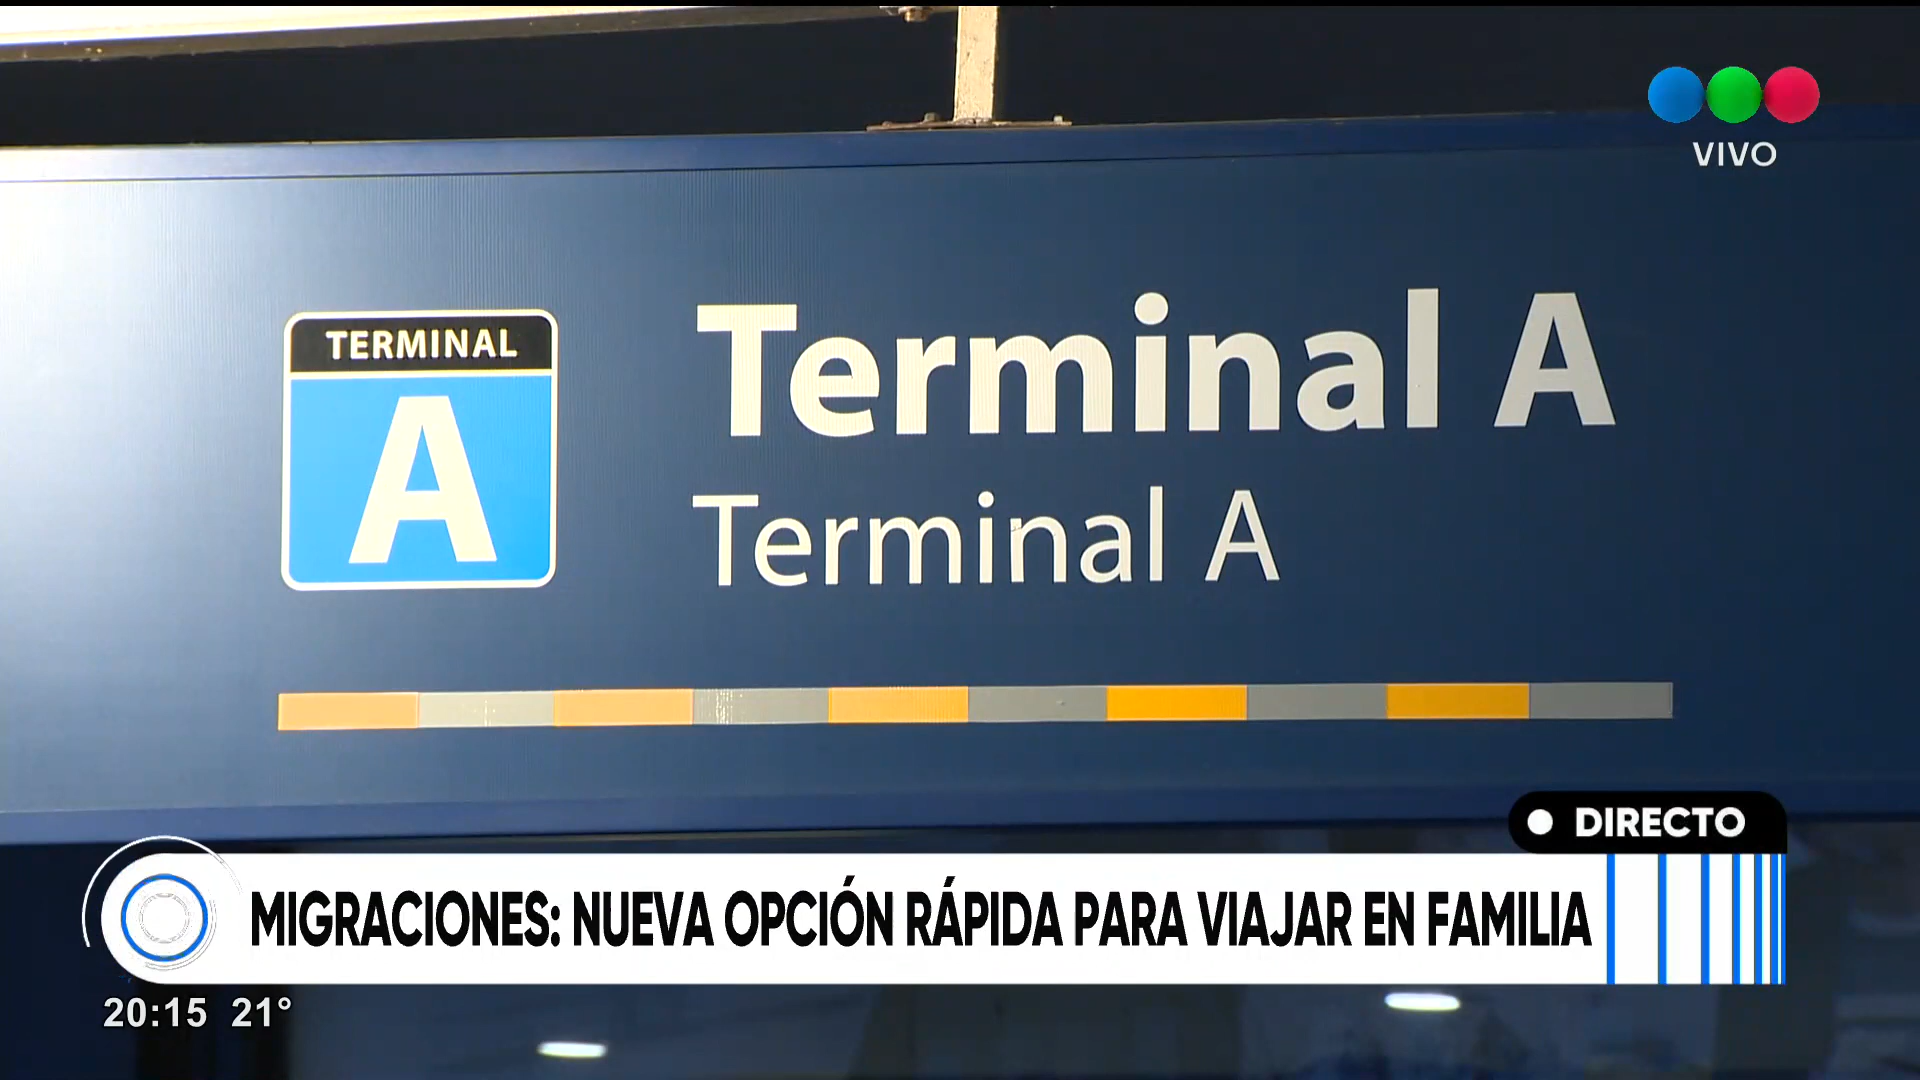 VIVO
TERMINAL
A
Terminal A
Terminal A
DIRECTO
MIGRACIONES: NUEVA OPCIÓN RÁPIDA PARA VIAJAR EN FAMILIA
20:15 21°